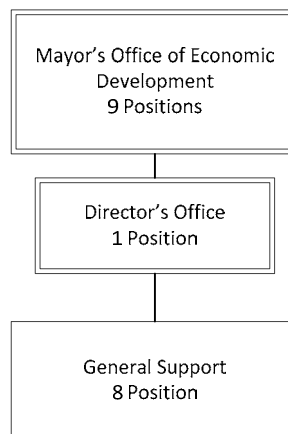 Mayor’s Office of Economic
Development
9 Positions
Director’s Office
1 Position
General Support
8 Position